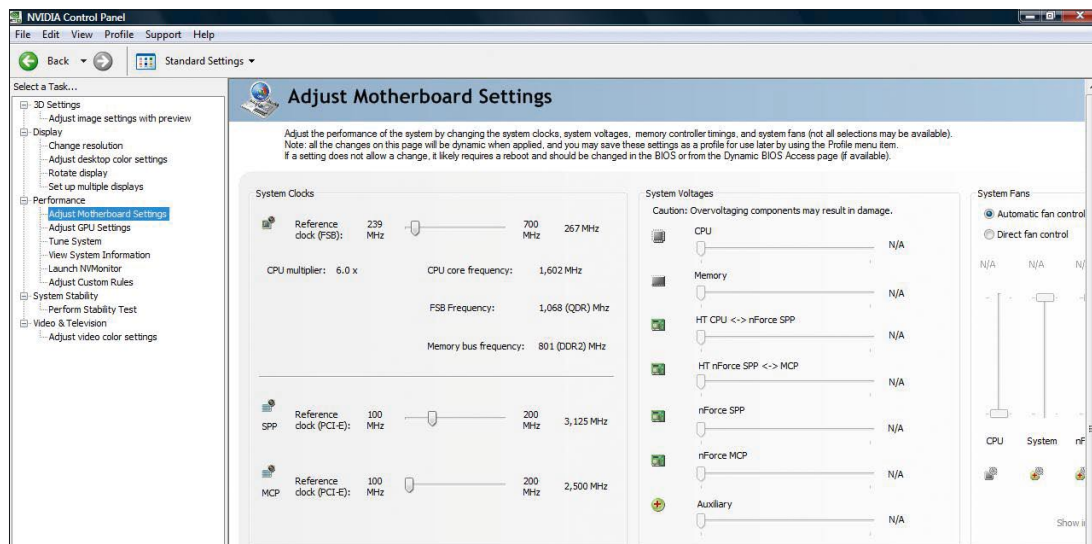 NVIDIA Control Panel
File Edit View Profile Support Help
Back Standard Settings
Select a Task...
3D Settings
Adjust image settings with preview
Display
Change resolution
Adjust desktop color settings
Rotate display
Set up multiple displays
Performance
Adjust Motherboard Settings
Adjust GPU Settings
Tune System
View System Information
Launch NVMonitor
Adjust Custom Rules
System Stability
Perform Stability Test
Video & Television
Adjust video color settings
Adjust Motherboard Settings
Adjust the performance of the system by changing the system clocks, system voltages, memory controller timings, and system fans (not all selections may be available).
Note: all the changes on this page will be dynamic when applied, and you may save these settings as a profile for use later by using the Profile menu item.
If a setting does not allow a change, it likely requires a reboot and should be changed in the BIOS or from the Dynamic BIOS Access page (if available).
System Clocks
Reference 239 700
clock (FSB): MHz MHz 267 MHz
CPU multiplier: 6.0 x CPU core frequency: 1,602 MHz
FSB Frequency: 1,068 (QDR) Mhz
Memory bus frequency: 801 (DDR2) MHz
Reference 100 200
SPP clock (PCI-E): MHz MHz 3,125 MHz
Reference 100 200
MCP clock (PCI-E): MHz MHz 2,500 MHz
System Voltages
Caution: Overvoltaging components may result in damage.
CPU
N/A
Memory
N/A
HT CPU <-> nForce SPP
N/A
HT nForce SPP <-> MCP
N/A
nForce SPP
N/A
nForce MCP
N/A
Auxiliary
N/A
System Fans
Automatic fan control
Direct fan control
N/A N/A
CPU System nF
Show